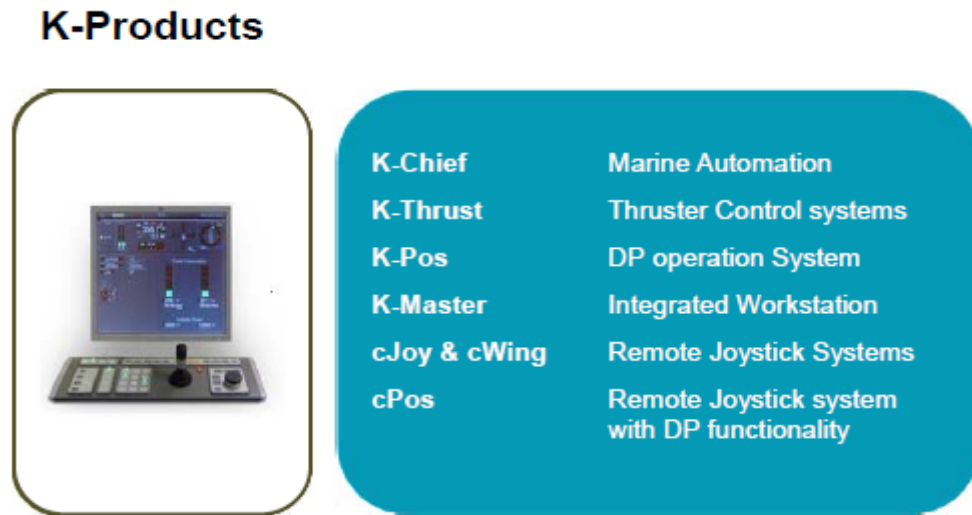 K-Products
K-Chief Marine Automation
K-Thrust Thruster Control systems
K-Pos DP operation System
K-Master Integrated Workstation
cJoy & cWing Remote Joystick Systems
cPos Remote Joystick system
with DP functionality